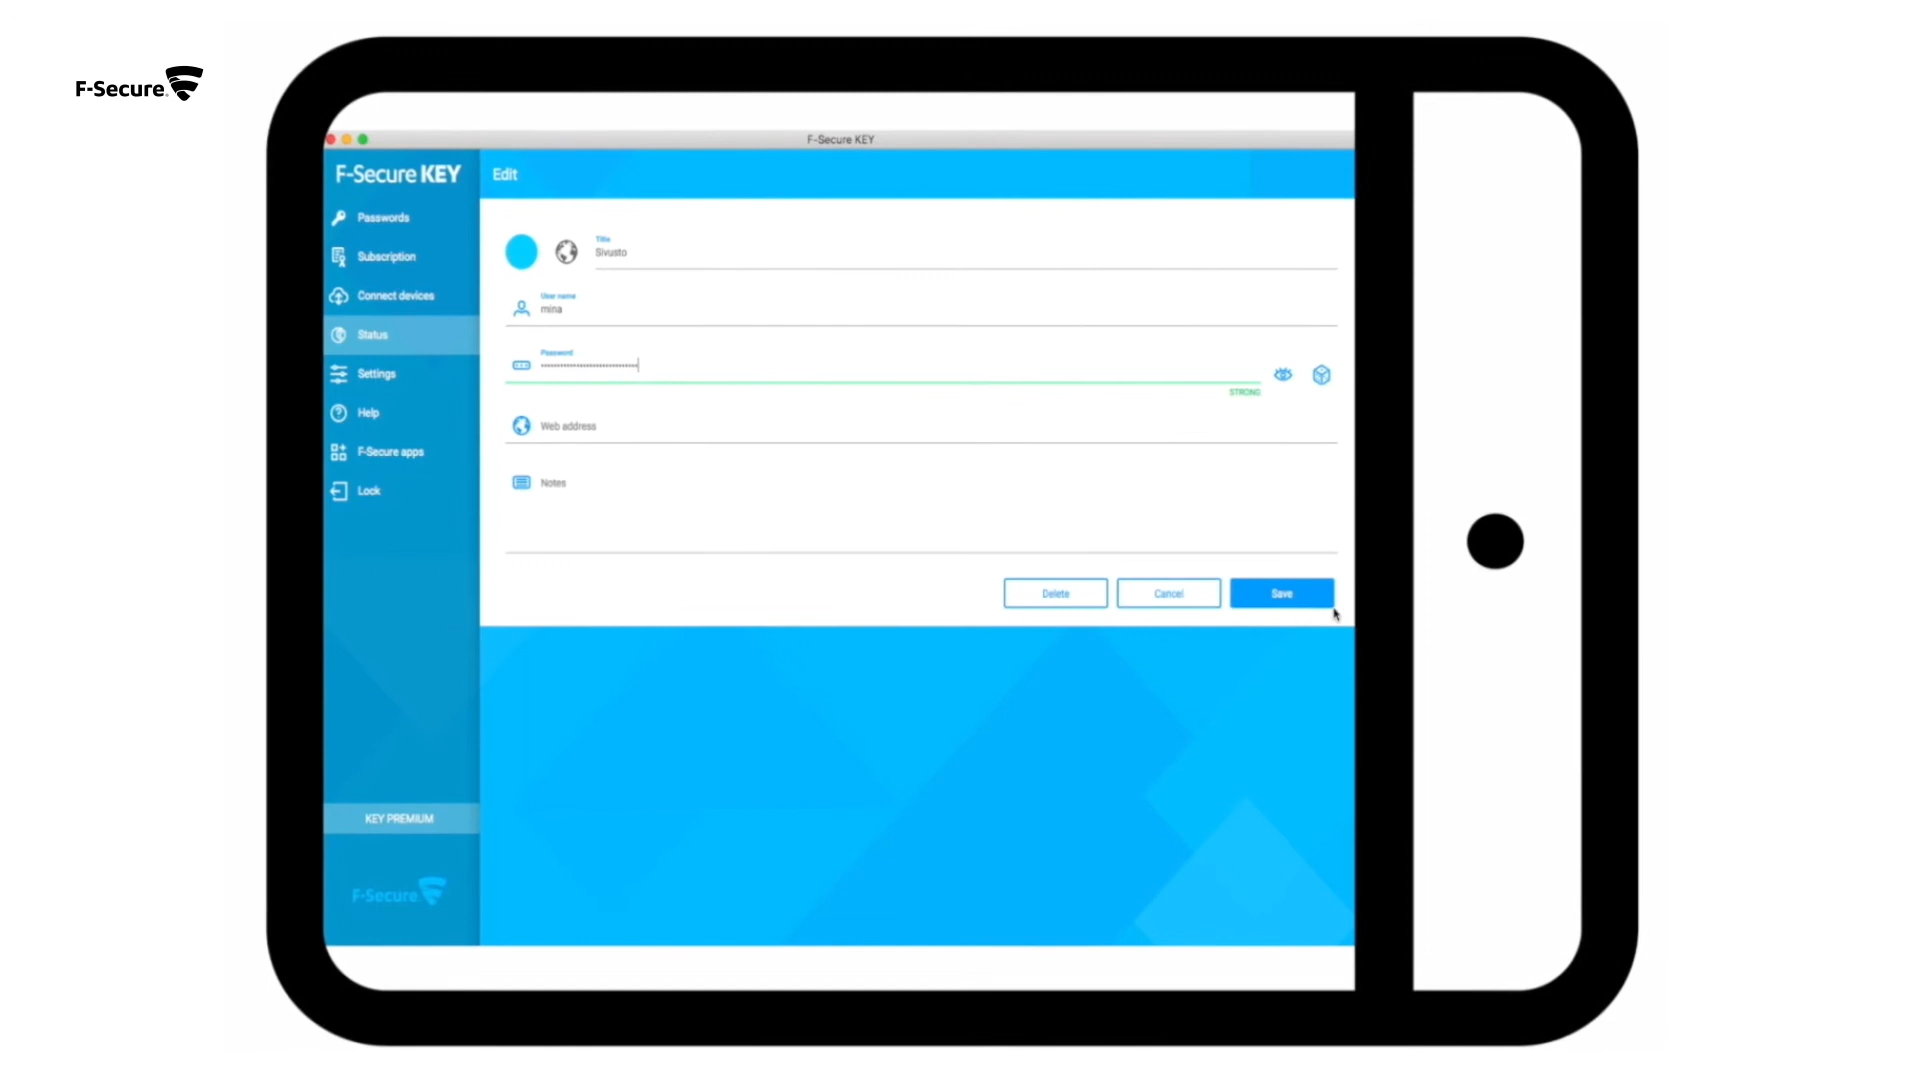 F-Secure
F-Secure KEY
F-Secure KEY
Edit
Passwords
Subscription
Connect devices
Status
Settings
Help
F-Secure apps
Lock
KEY PREMIUM
F-Secure
Title
Sivusto
User name
mina
Password
STRONG
Web address
Notes
Delete
Cancel
Save